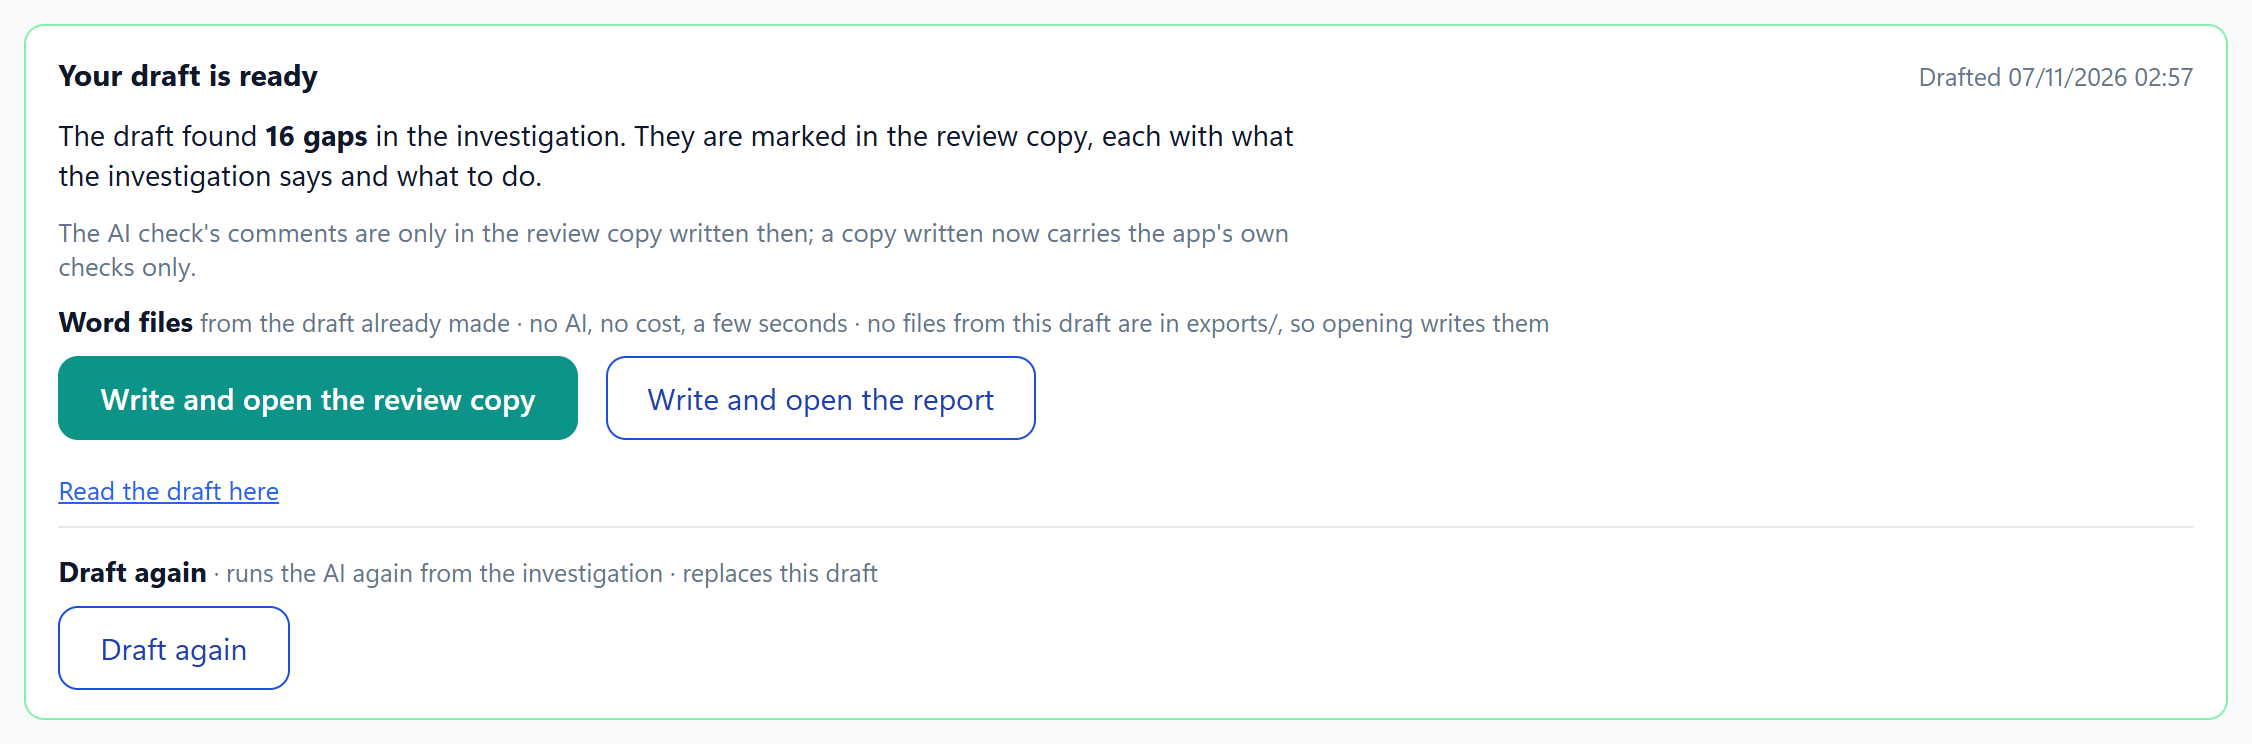 Your draft is ready
Drafted 07/11/2026 02:57
The draft found 16 gaps in the investigation. They are marked in the review copy, each with what
the investigation says and what to do.
The AI check's comments are only in the review copy written then; a copy written now carries the app's own
checks only.
Word files from the draft already made · no AI, no cost, a few seconds · no files from this draft are in exports/, so opening writes them
Write and open the review copy
Write and open the report
Read the draft here
Draft again · runs the AI again from the investigation · replaces this draft
Draft again